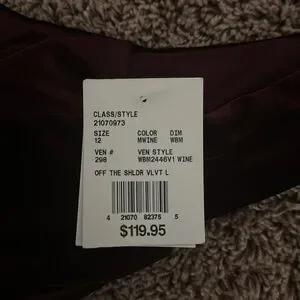 CLASS/STYLE
21070973
SIZE COLOR DIM
12 MWINE WBM
VEN # VEN STYLE
298 WBM2446V1 WINE
OFF THE SHLDR VLVT L
4 21070 82375 5
$119.95